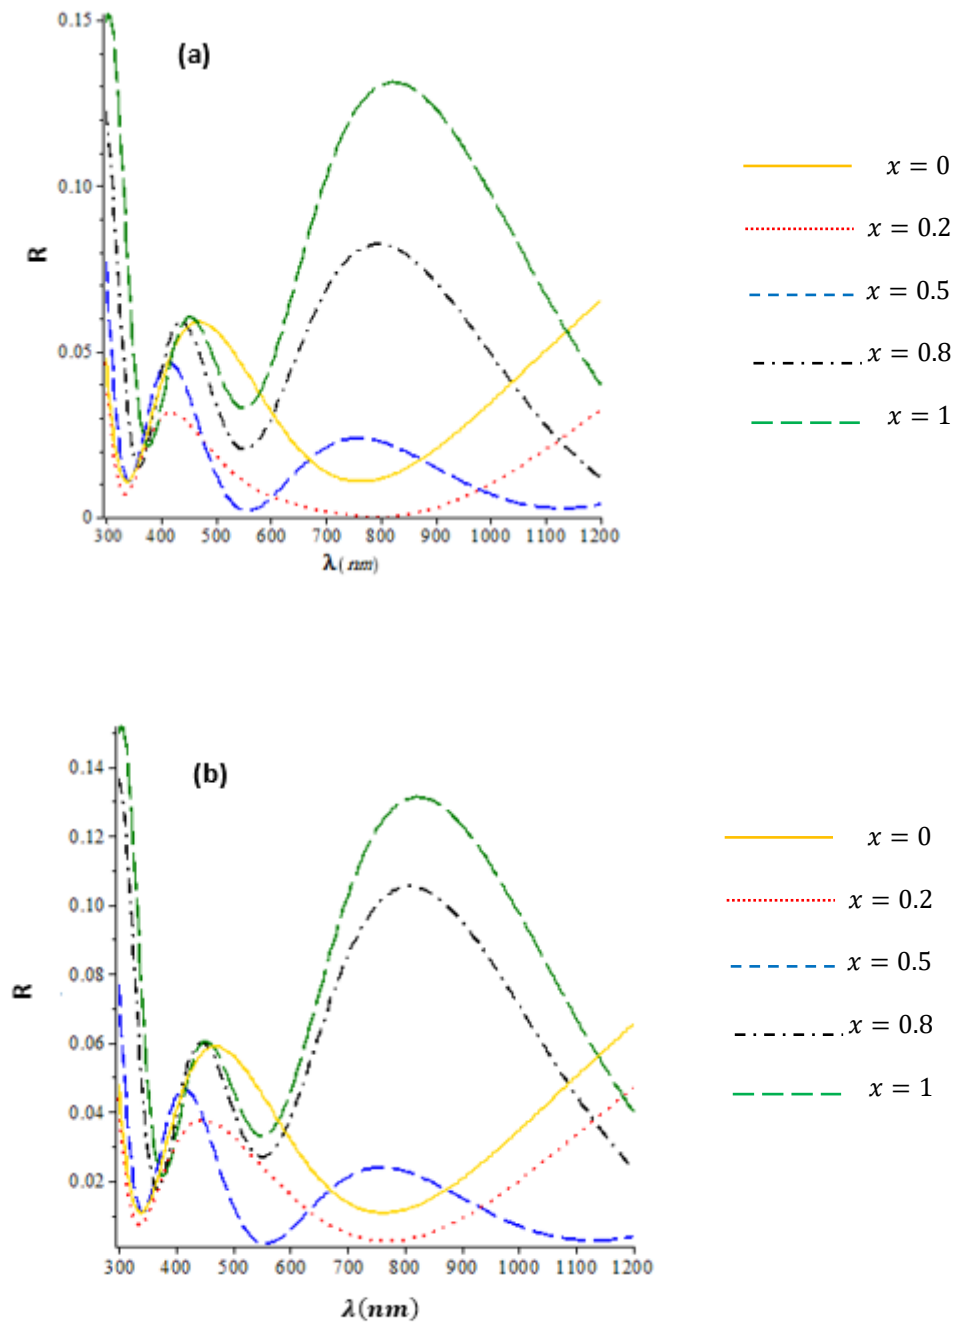 0.15
(a)
0.10
R
0.05
0
300 400 500 600 700 800 900 1000 1100 1200
λ( nm)
x = 0
x = 0.2
x = 0.5
x = 0.8
x = 1
0.14
(b)
0.12
0.10
0.08
R
0.06
0.04
0.02
300 400 500 600 700 800 900 1000 1100 1200
λ(nm)
x = 0
x = 0.2
x = 0.5
x = 0.8
x = 1